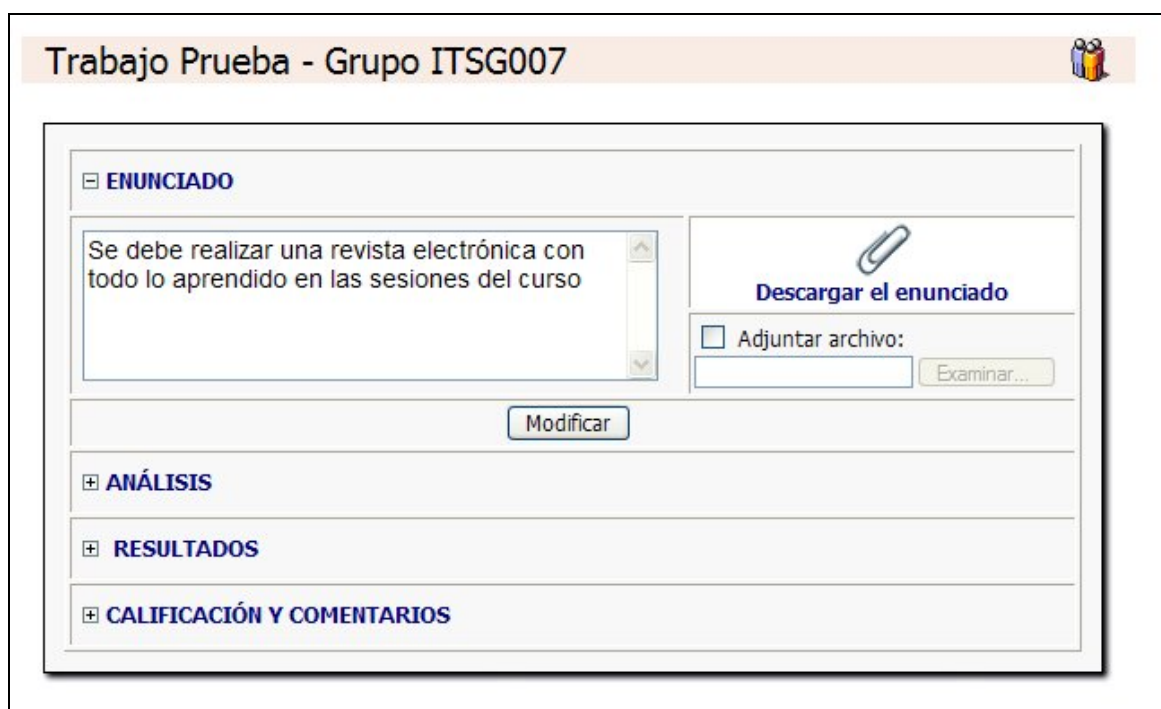 Trabajo Prueba - Grupo ITSG007
ENUNCIADO
Se debe realizar una revista electrónica con
todo lo aprendido en las sesiones del curso
Descargar el enunciado
Adjuntar archivo:
Examinar...
Modificar
ANÁLISIS
RESULTADOS
CALIFICACIÓN Y COMENTARIOS